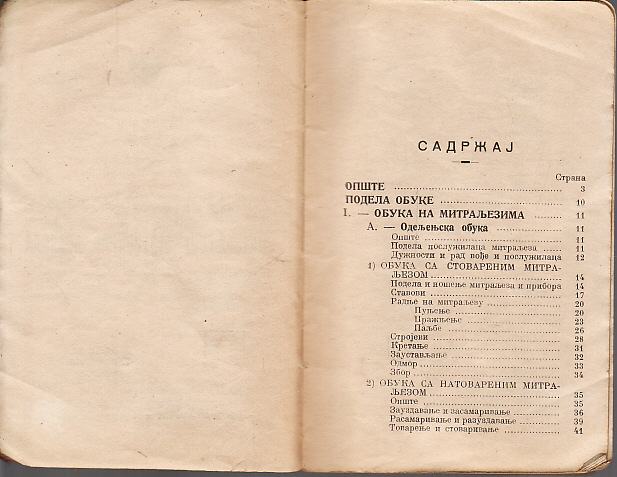 САДРЖАЈ
Страна
ОПШТЕ 3
ПОДЕЛА ОБУКЕ 10
I. — ОБУКА НА МИТРАЉЕЗИМА 11
А. — Одељењска обука 11
Опште 11
Подела послужилаца митраљеза 11
Дужности и рад вође и послужилаца 12
1) ОБУКА СА СТОВАРЕНИМ МИТРА-
ЉЕЗОМ 14
Подела и ношење митраљеза и прибора 14
Ставови 17
Радње на митраљезу 20
Пуњење 20
Пражњење 23
Паљбе 26
Стројеви 28
Кретање 31
Заустављање 32
Одмор 33
Збор 34
2) ОБУКА СА НАТОВАРЕНИМ МИТРА-
ЉЕЗОМ 35
Опште 35
Зауздавање и засамаривање 36
Расамаривање и разуздавање 39
Товарење и стоваривање 41